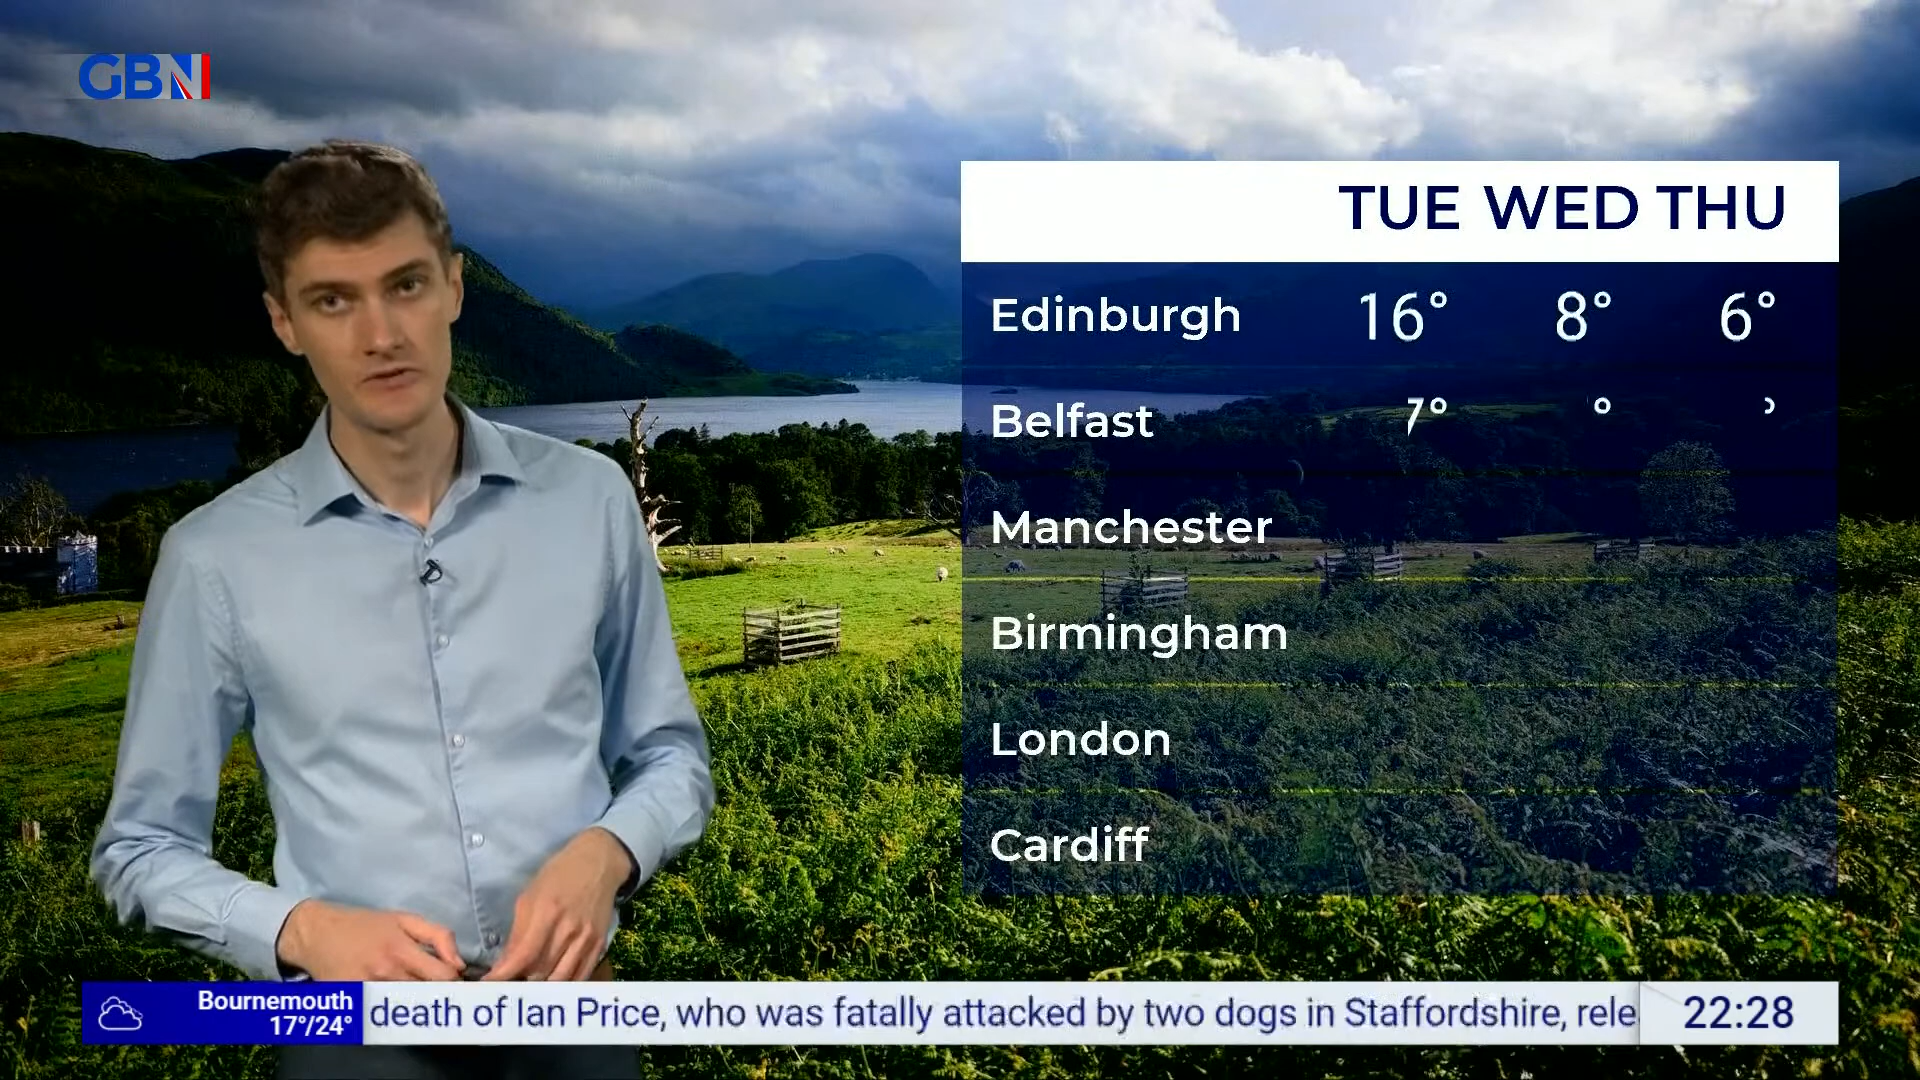 GBN
TUE WED THU
Edinburgh 16° 8° 6°
Belfast 7° ° °
Manchester
Birmingham
London
Cardiff
Bournemouth
17°/24°
death of Ian Price, who was fatally attacked by two dogs in Staffordshire, rele
22:28